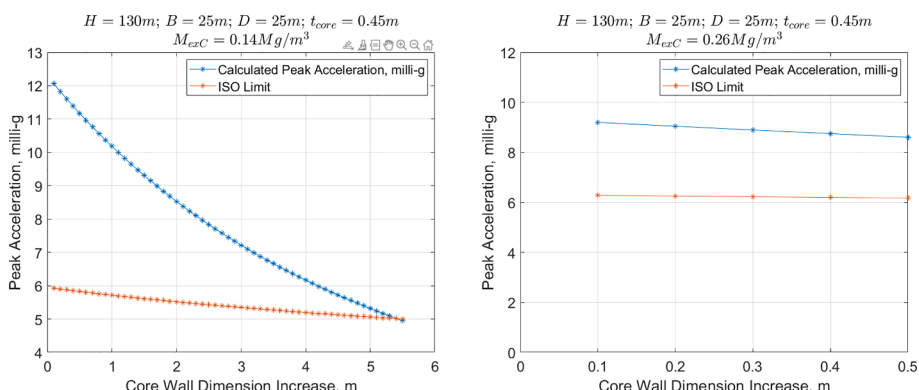 H = 130m; B = 25m; D = 25m; t_core = 0.45m
M_exC = 0.14Mg/m³
13
12
11
10
9
8
7
6
5
4
0
1
2
3
4
5
6
Peak Acceleration, milli-g
Core Wall Dimension Increase, m
Calculated Peak Acceleration, milli-g
ISO Limit
H = 130m; B = 25m; D = 25m; t_core = 0.45m
M_exC = 0.26Mg/m³
12
10
8
6
4
2
0
0
0.1
0.2
0.3
0.4
0.5
Peak Acceleration, milli-g
Core Wall Dimension Increase, m
Calculated Peak Acceleration, milli-g
ISO Limit